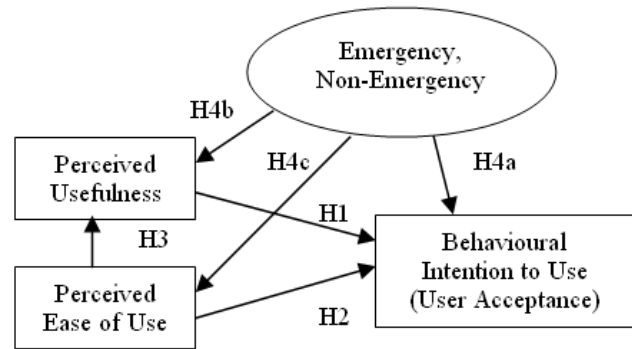 Emergency,
Non-Emergency
H4b
H4c
H4a
Perceived
Usefulness
H1
H3
Behavioural
Intention to Use
(User Acceptance)
Perceived
Ease of Use
H2